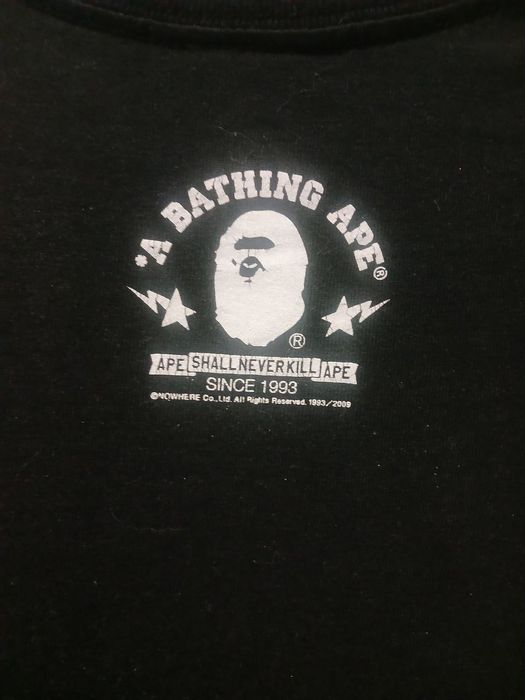 *A BATHING APE®
®
APE SHALL NEVER KILL APE
SINCE 1993
©NOWHERE Co., Ltd. All Rights Reserved. 1993/2009